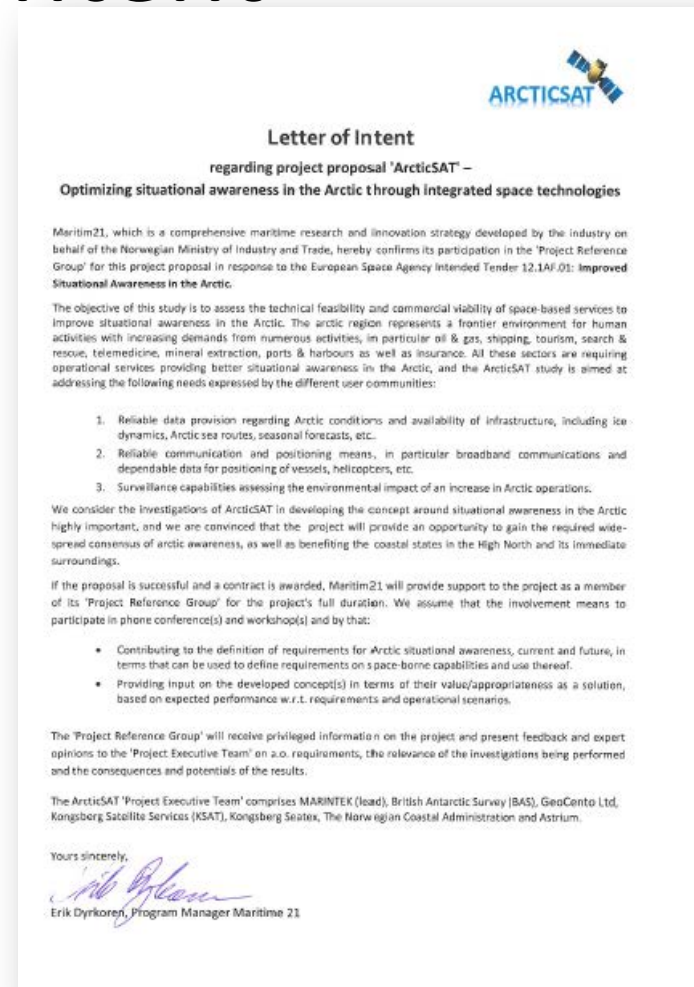 ARCTICSAT
Letter of Intent
regarding project proposal 'ArcticSAT' –
Optimizing situational awareness in the Arctic through integrated space technologies
Maritim21, which is a comprehensive maritime research and innovation strategy developed by the industry on
behalf of the Norwegian Ministry of Industry and Trade, hereby confirms its participation in the 'Project Reference
Group' for this project proposal in response to the European Space Agency Intended Tender 12.1AF.01: Improved
Situational Awareness in the Arctic.
The objective of this study is to assess the technical feasibility and commercial viability of space-based services to
improve situational awareness in the Arctic. The arctic region represents a frontier environment for human
activities with increasing demands from numerous activities, in particular oil & gas, shipping, tourism, search &
rescue, telemedicine, mineral extraction, ports & harbours as well as insurance. All these sectors are requiring
operational services providing better situational awareness in the Arctic, and the ArcticSAT study is aimed at
addressing the following needs expressed by the different user communities:
1. Reliable data provision regarding Arctic conditions and availability of infrastructure, including ice
dynamics, Arctic sea routes, seasonal forecasts, etc.
2. Reliable communication and positioning means, in particular broadband communications and
dependable data for positioning of vessels, helicopters, etc.
3. Surveillance capabilities assessing the environmental impact of an increase in Arctic operations.
We consider the investigations of ArcticSAT in developing the concept around situational awareness in the Arctic
highly important, and we are convinced that the project will provide an opportunity to gain the required wide-
spread consensus of arctic awareness, as well as benefiting the coastal states in the High North and its immediate
surroundings.
If the proposal is successful and a contract is awarded, Maritim21 will provide support to the project as a member
of its 'Project Reference Group' for the project's full duration. We assume that the involvement means to
participate in phone conference(s) and workshop(s) and by that:
• Contributing to the definition of requirements for Arctic situational awareness, current and future, in
terms that can be used to define requirements on space-borne capabilities and use thereof.
• Providing input on the developed concept(s) in terms of their value/appropriateness as a solution,
based on expected performance w.r.t. requirements and operational scenarios.
The 'Project Reference Group' will receive privileged information on the project and present feedback and expert
opinions to the 'Project Executive Team' on a.o. requirements, the relevance of the investigations being performed
and the consequences and potentials of the results.
The ArcticSAT 'Project Executive Team' comprises MARINTEK (lead), British Antarctic Survey (BAS), GeoCento Ltd,
Kongsberg Satellite Services (KSAT), Kongsberg Seatex, The Norwegian Coastal Administration and Astrium.
Yours sincerely,
Erik Dyrkoren, Program Manager Maritime 21